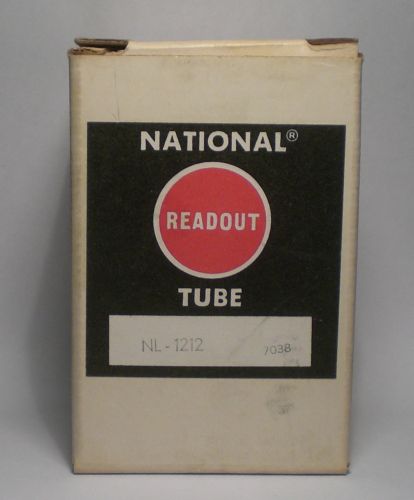 NATIONAL®
READOUT
TUBE
NL-1212 7038